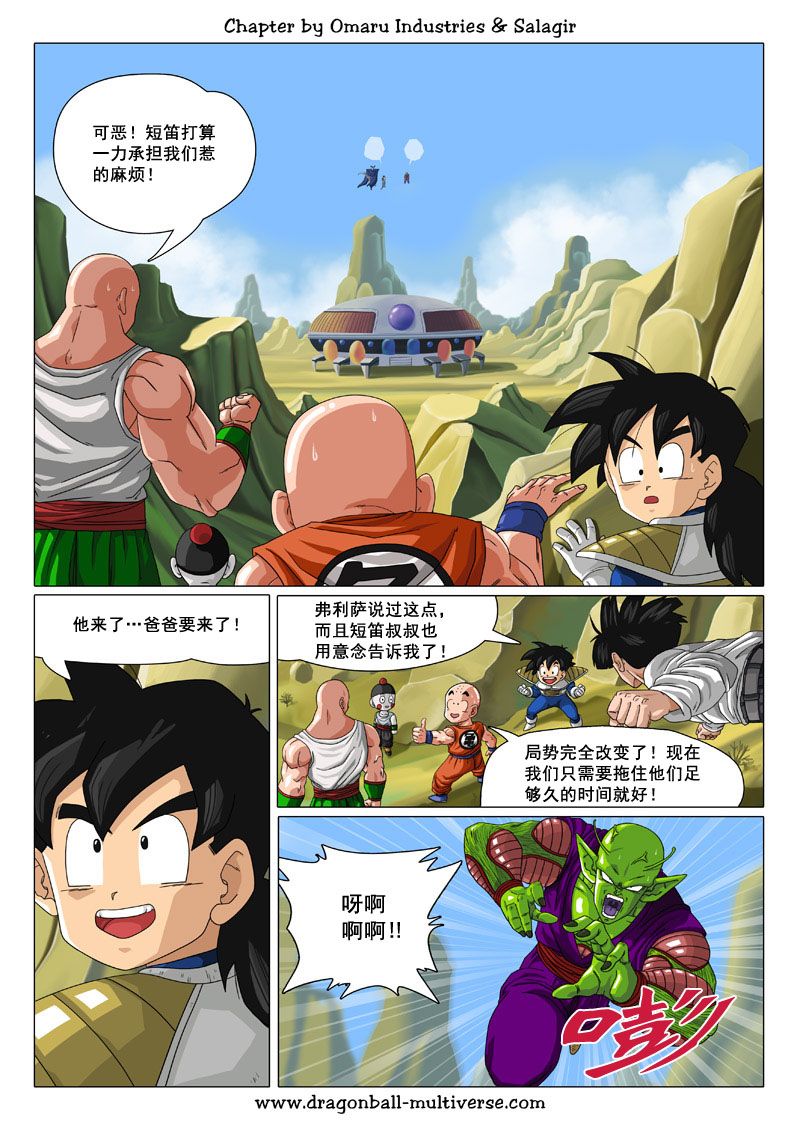 Chapter by Omaru Industries & Salagir
可恶！短笛打算
一力承担我们惹
的麻烦！
他来了…爸爸要来了！
弗利萨说过这点，
而且短笛叔叔也
用意念告诉我了！
局势完全改变了！现在
我们只需要拖住他们足
够久的时间就好！
呀啊
啊啊!!
嘭
www.dragonball-multiverse.com